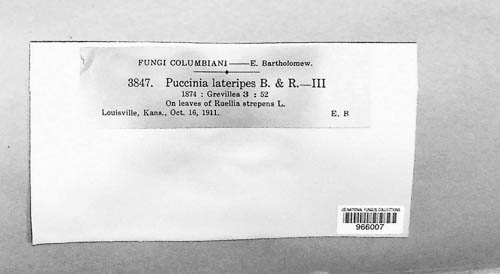 FUNGI COLUMBIANI——E. Bartholomew.
3847. Puccinia lateripes B. & R.—III
1874 : Grevillea 3 : 52
On leaves of Ruellia strepens L.
Louisville, Kans., Oct. 16, 1911. E. B
US NATIONAL FUNGUS COLLECTIONS
966007